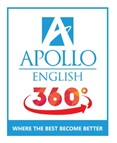 APOLLO
ENGLISH
360°
WHERE THE BEST BECOME BETTER